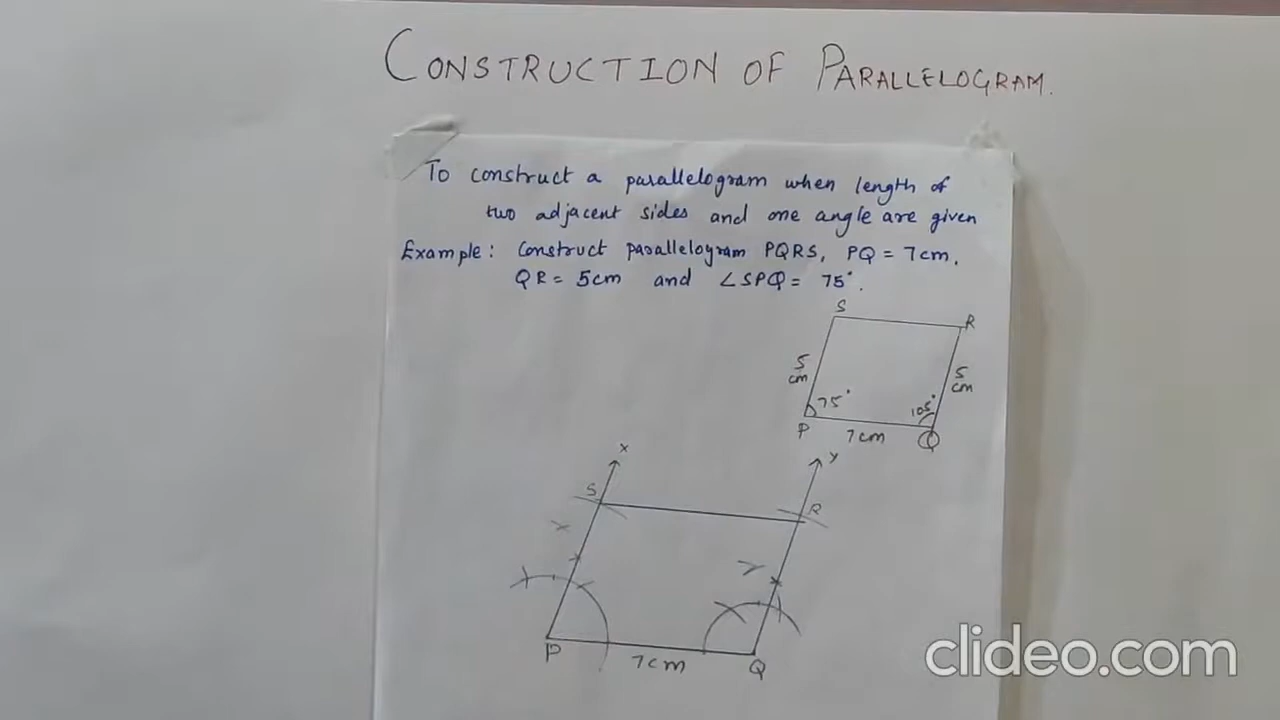 CONSTRUCTION OF PARALLELOGRAM.
To construct a parallelogram when length of
two adjacent sides and one angle are given
Example: Construct parallelogram PQRS, PQ = 7cm,
QR = 5cm and ∠SPQ = 75°.
S
R
5
cm
5
cm
75°
105°
P
7cm
Q
x
y
S
R
P
7cm
Q
clideo.com